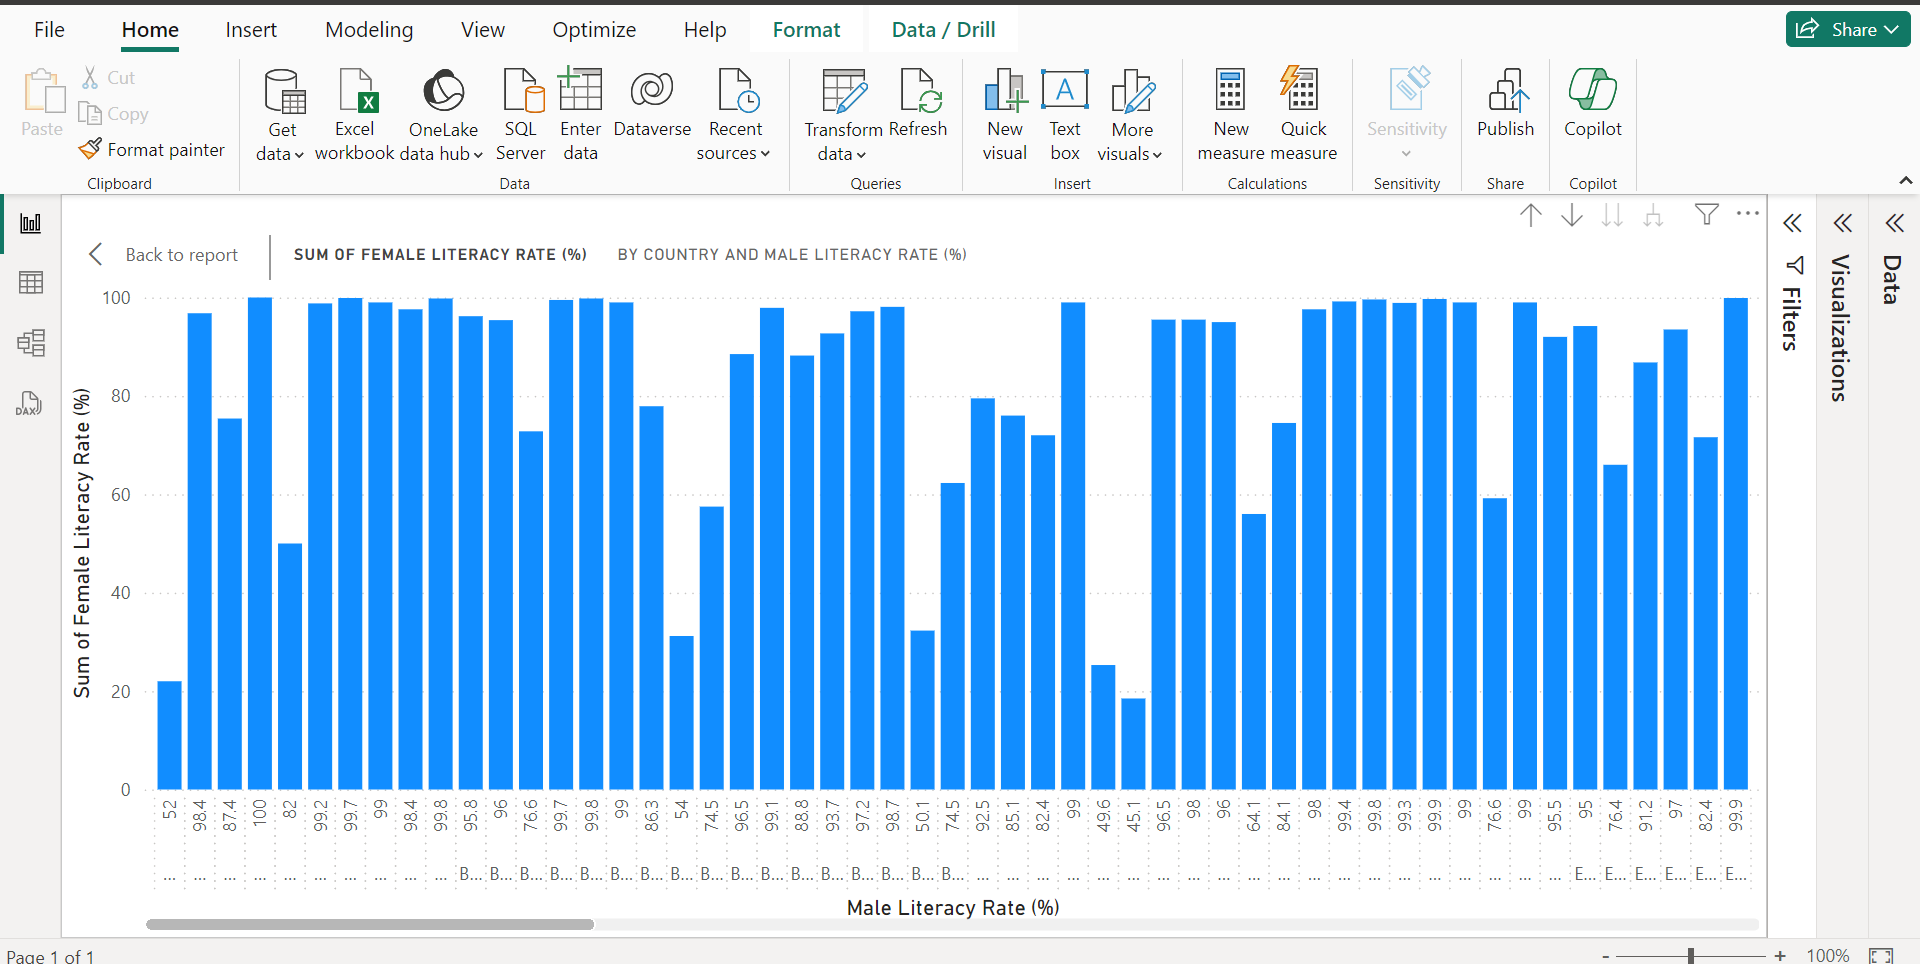 File Home Insert Modeling View Optimize Help Format Data / Drill Share
Paste
Cut
Copy
Format painter
Clipboard
Get data
Excel workbook
OneLake data hub
SQL Server
Enter data
Dataverse
Recent sources
Data
Transform data
Refresh
Queries
New visual
Text box
More visuals
Insert
New measure
Quick measure
Calculations
Sensitivity
Sensitivity
Publish
Share
Copilot
Copilot
DAX
Back to report
SUM OF FEMALE LITERACY RATE (%) BY COUNTRY AND MALE LITERACY RATE (%)
Sum of Female Literacy Rate (%)
100
80
60
40
20
0
52 98.4 87.4 100 82 99.2 99.7 99 98.4 99.8 95.8 96 76.6 99.7 99.8 99 86.3 54 74.5 96.5 99.1 88.8 93.7 97.2 98.7 50.1 74.5 92.5 85.1 82.4 99 49.6 45.1 96.5 98 96 64.1 84.1 98 99.4 99.8 99.3 99.9 99 76.6 99 95.5 95 76.4 91.2 97 82.4 99.9
... ... ... ... ... ... ... ... ... ... B... B... B... B... B... B... B... B... B... B... B... B... B... B... B... B... B... ... ... ... ... ... ... ... ... ... ... ... ... ... ... ... ... ... ... ... ... E... E... E... E... E... E...
Male Literacy Rate (%)
Filters
Visualizations
Data
Page 1 of 1
- + 100%